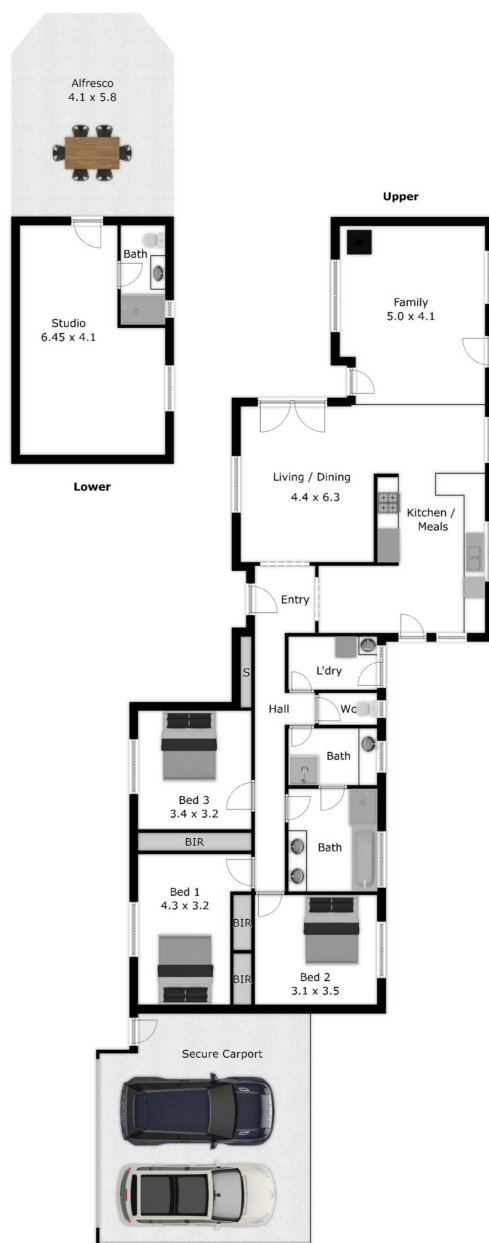 Alfresco
4.1 x 5.8
Bath
Studio
6.45 x 4.1
Lower
Upper
Family
5.0 x 4.1
Living / Dining
4.4 x 6.3
Kitchen /
Meals
Entry
S
L'dry
Hall
Wc
Bath
Bed 3
3.4 x 3.2
BIR
Bath
Bed 1
4.3 x 3.2
BIR
BIR
Bed 2
3.1 x 3.5
Secure Carport